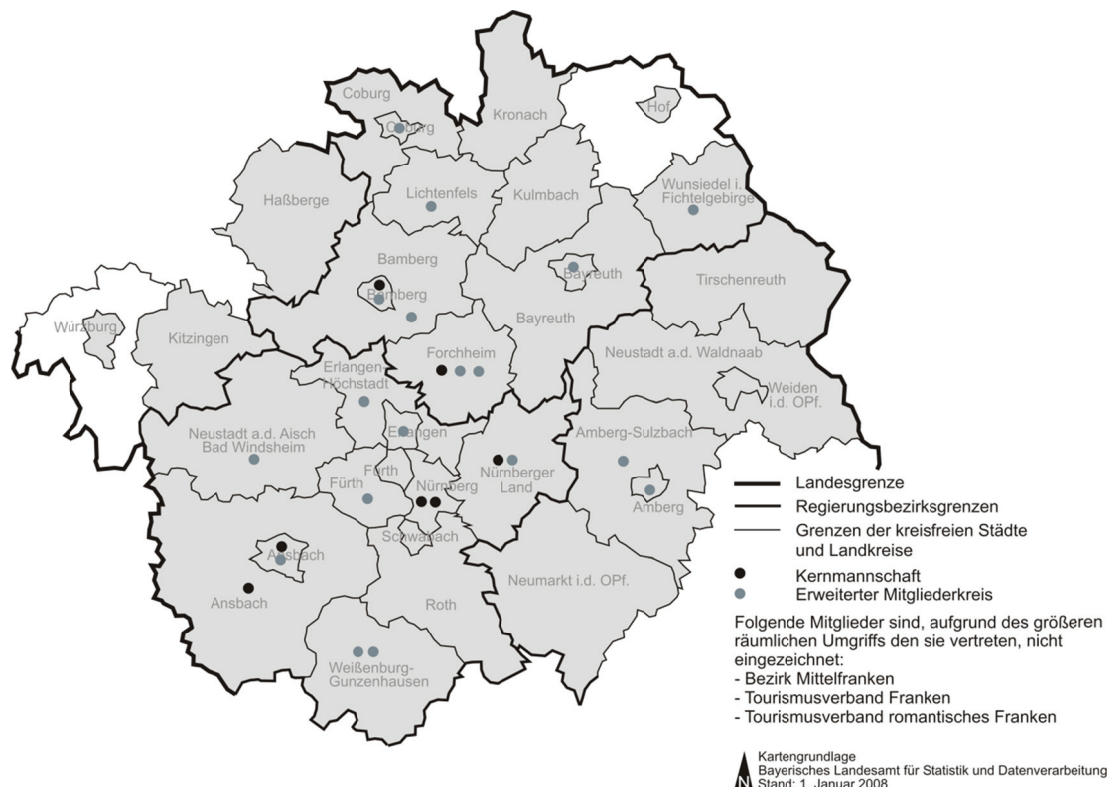 Coburg
Coburg
Kronach
Hof
Haßberge
Lichtenfels
Kulmbach
Wunsiedel i.
Fichtelgebirge
Bamberg
Bamberg
Bayreuth
Bayreuth
Tirschenreuth
Würzburg
Kitzingen
Forchheim
Neustadt a.d. Waldnaab
Weiden
i.d. OPf.
Erlangen-
Höchstadt
Erlangen
Neustadt a.d. Aisch
Bad Windsheim
Amberg-Sulzbach
Fürth
Fürth
Nürnberg
Nürnberger
Land
Amberg
Schwabach
Ansbach
Ansbach
Roth
Neumarkt i.d. OPf.
Weißenburg-
Gunzenhausen
Landesgrenze
Regierungsbezirksgrenzen
Grenzen der kreisfreien Städte
und Landkreise
Kernmannschaft
Erweiterter Mitgliederkreis
Folgende Mitglieder sind, aufgrund des größeren
räumlichen Umgriffs den sie vertreten, nicht
eingezeichnet:
- Bezirk Mittelfranken
- Tourismusverband Franken
- Tourismusverband romantisches Franken
N
Kartengrundlage
Bayerisches Landesamt für Statistik und Datenverarbeitung
Stand: 1. Januar 2008